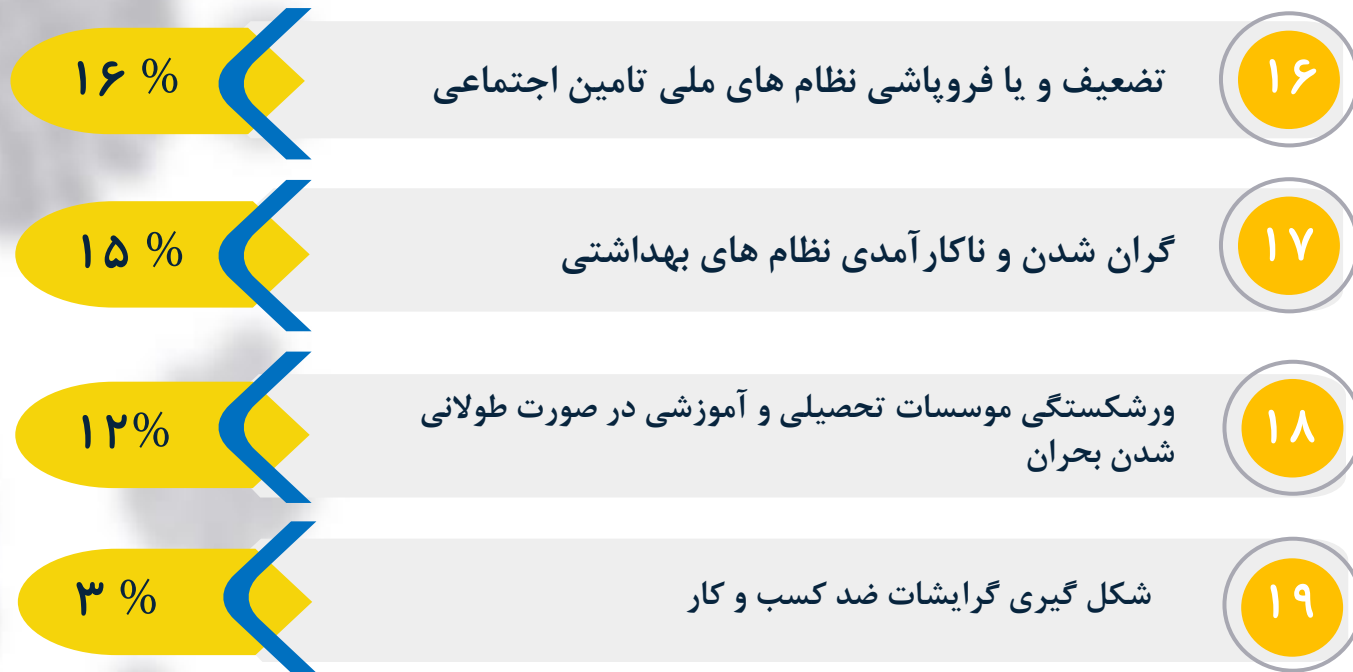 ۱۶
تضعیف و یا فروپاشی نظام های ملی تامین اجتماعی
۱۶ %
۱۷
گران شدن و ناکارآمدی نظام های بهداشتی
۱۵ %
۱۸
ورشکستگی موسسات تحصیلی و آموزشی در صورت طولانی
شدن بحران
۱۲%
۱۹
شکل گیری گرایشات ضد کسب و کار
۳ %